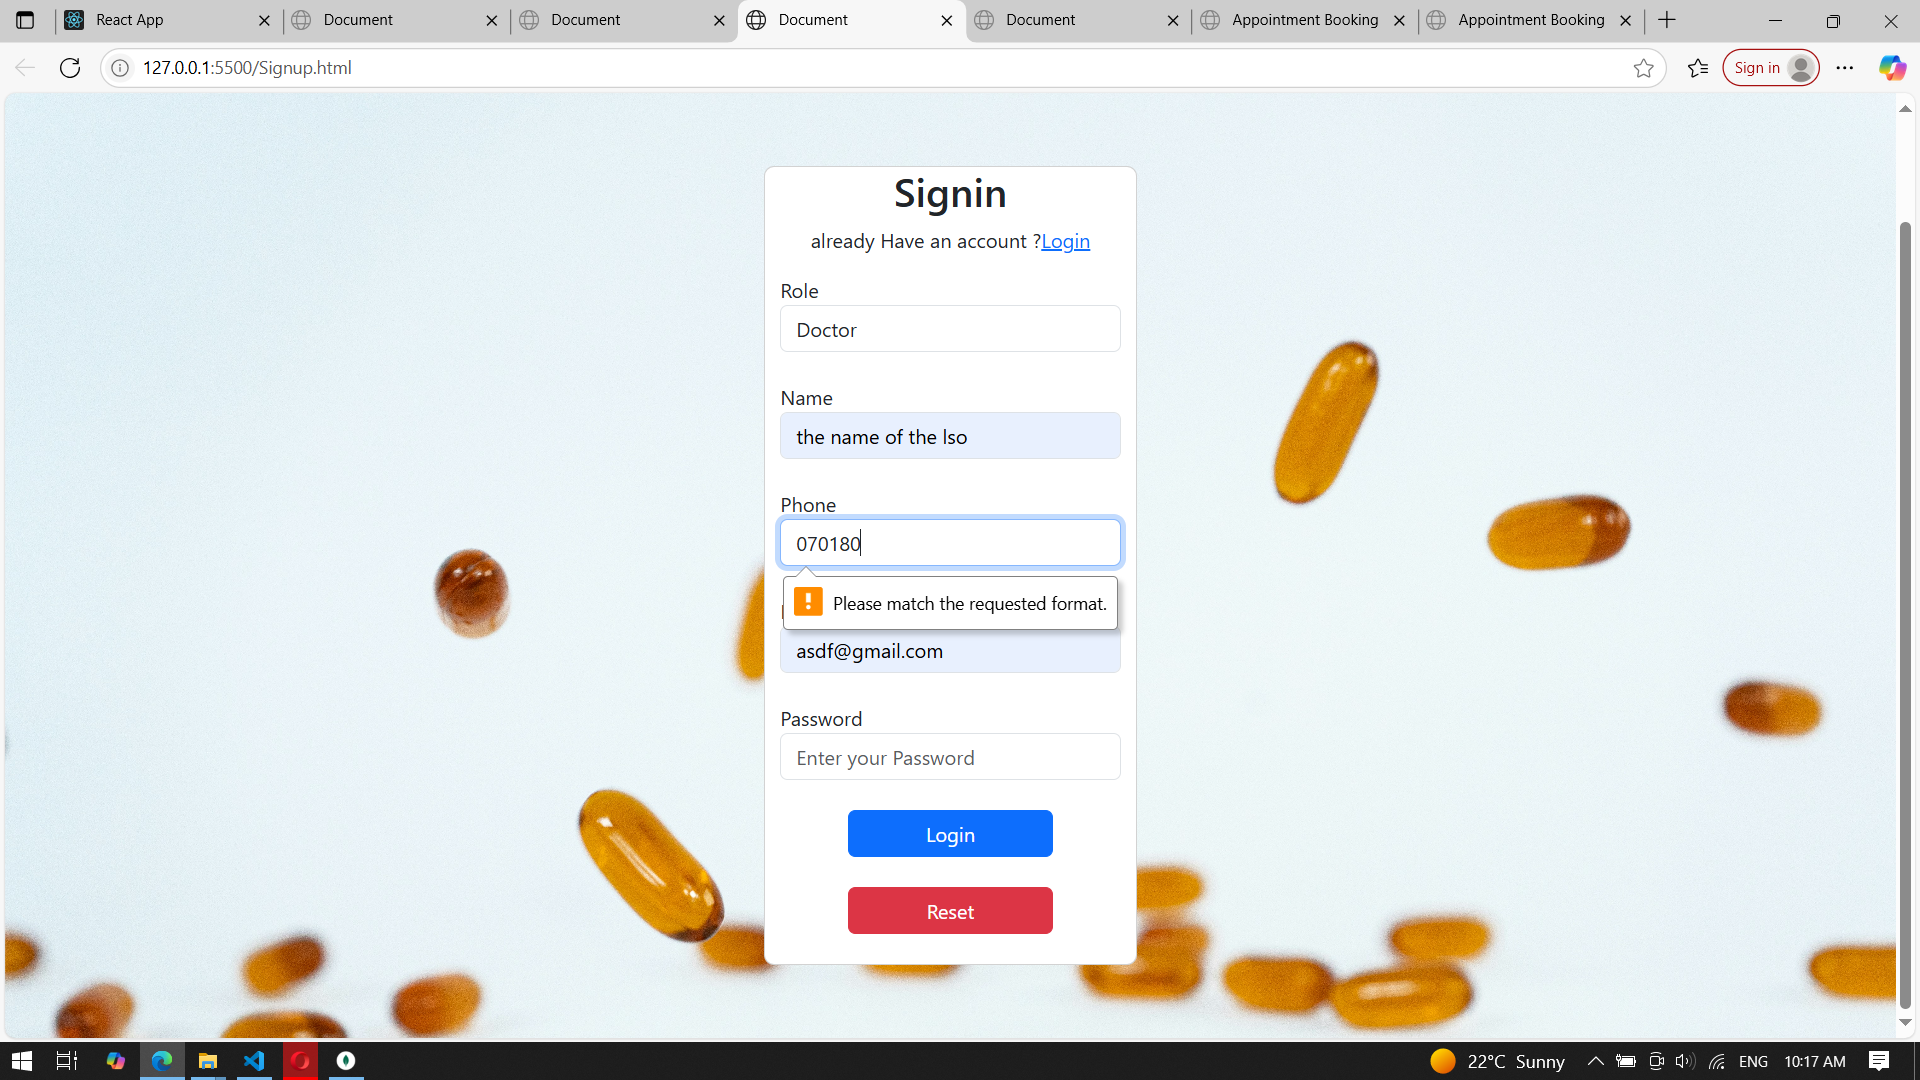 React App
Document
Document
Document
Document
Appointment Booking
Appointment Booking
127.0.0.1:5500/Signup.html
Sign in
Signin
already Have an account ?Login
Role
Doctor
Name
the name of the lso
Phone
070180
Please match the requested format.
asdf@gmail.com
Password
Enter your Password
Login
Reset
22°C Sunny
ENG
10:17 AM